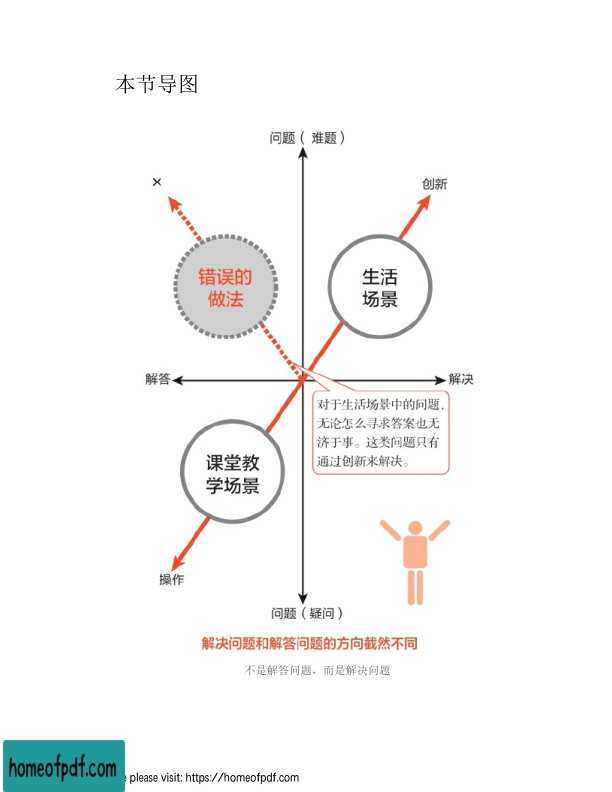 本节导图
问题（ 难题）
×
创新
错误的
做法
生活
场景
解答
解决
对于生活场景中的问题，
无论怎么寻求答案也无
济于事。这类问题只有
通过创新来解决。
课堂教
学场景
操作
问题（疑问）
解决问题和解答问题的方向截然不同
不是解答问题，而是解决问题
homeofpdf.com
please visit: https://homeofpdf.com